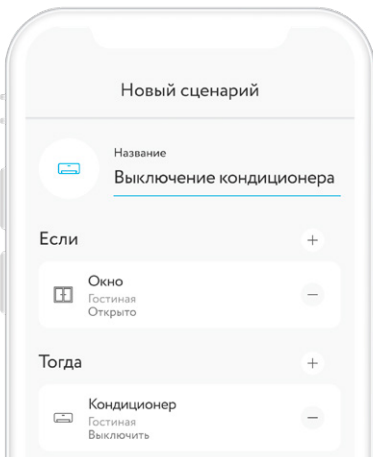 Новый сценарий
Название
Выключение кондиционера
Если
Окно
Гостиная
Открыто
Тогда
Кондиционер
Гостиная
Выключить